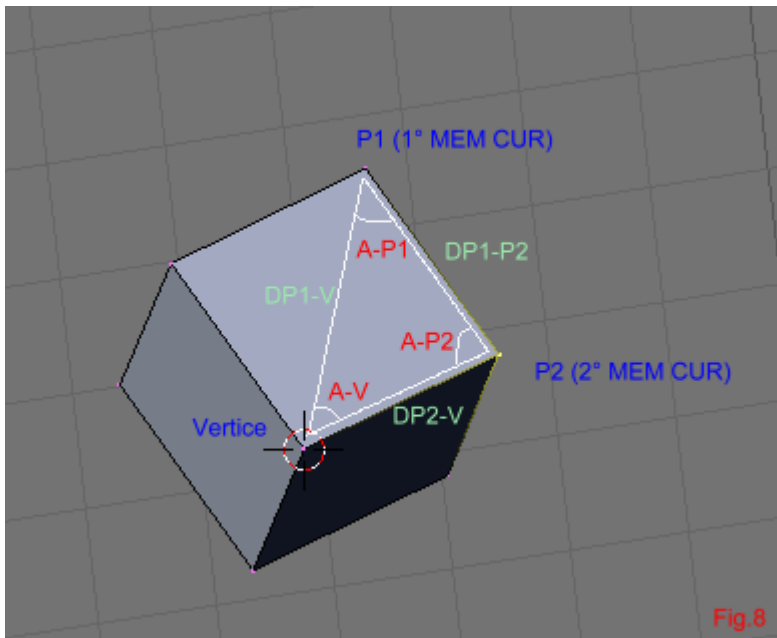 P1 (1° MEM CUR)
A-P1
DP1-P2
DP1-V
A-P2
P2 (2° MEM CUR)
A-V
DP2-V
Vertice
Fig.8